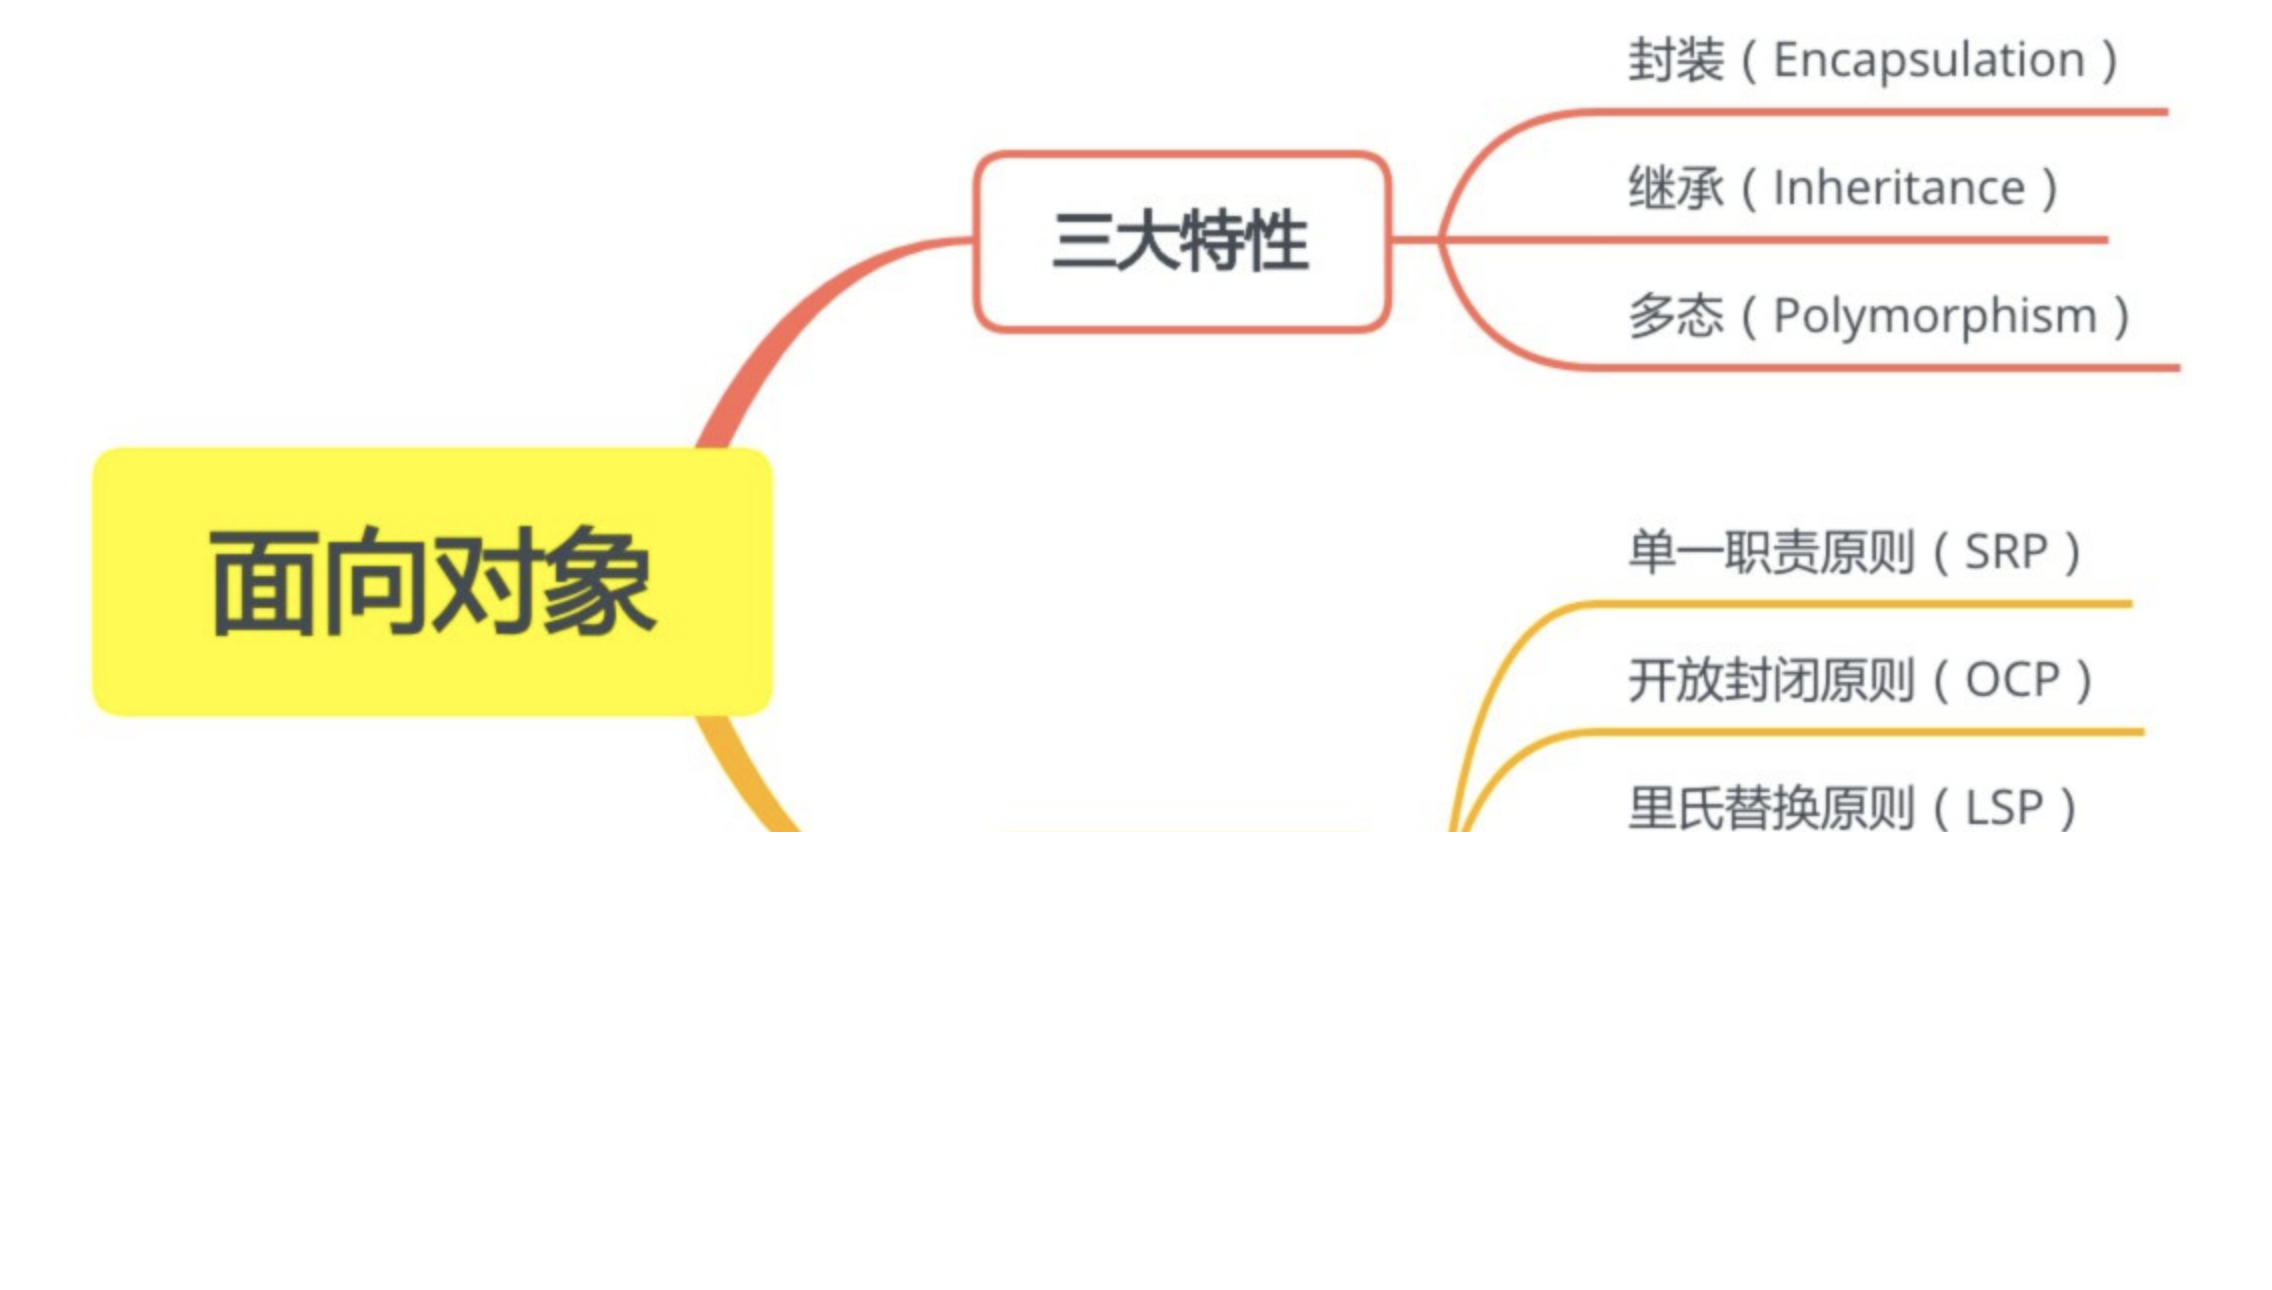 封装（Encapsulation）
继承（Inheritance）
多态（Polymorphism）
三大特性
面向对象
单一职责原则（SRP）
开放封闭原则（OCP）
里氏替换原则（LSP）